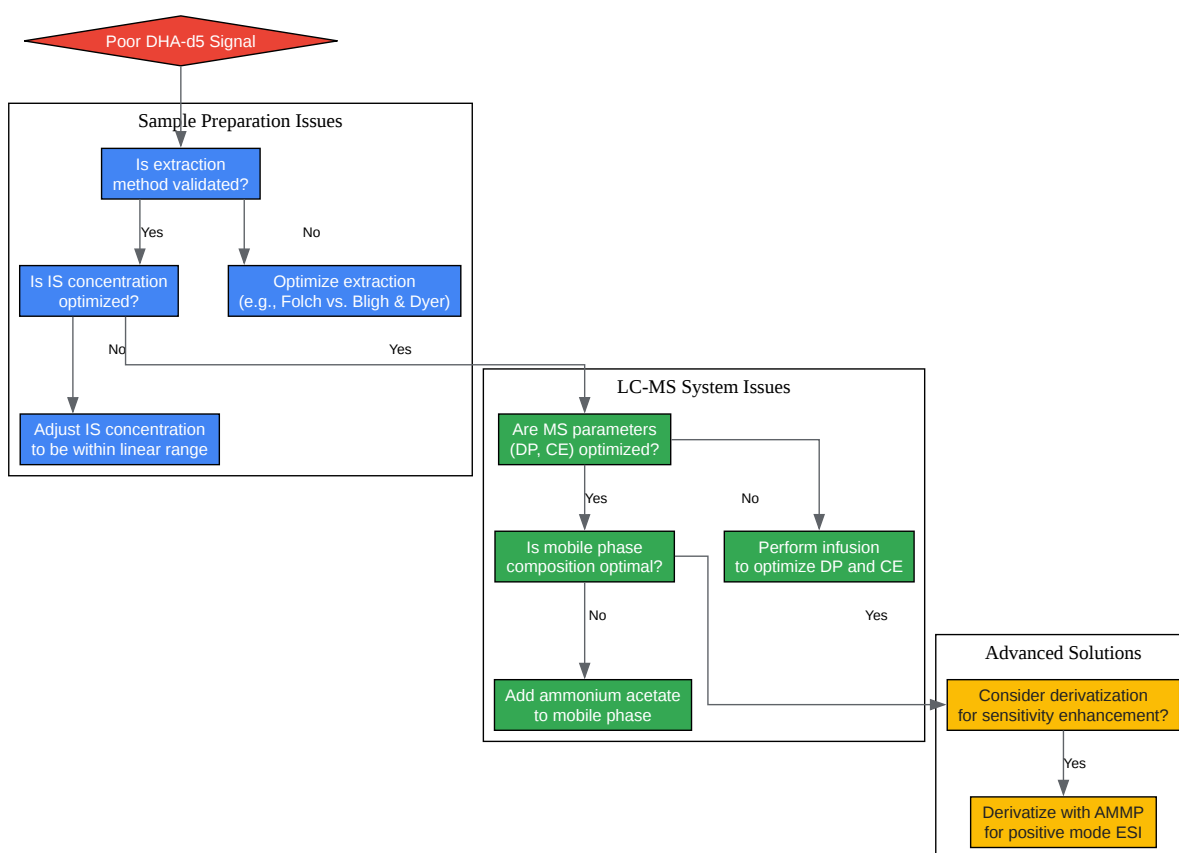 Poor DHA-d5 Signal
Sample Preparation Issues
Is extraction
method validated?
Yes
No
Is IS concentration
optimized?
Optimize extraction
(e.g., Folch vs. Bligh & Dyer)
No
Yes
Adjust IS concentration
to be within linear range
LC-MS System Issues
Are MS parameters
(DP, CE) optimized?
Yes
No
Is mobile phase
composition optimal?
Perform infusion
to optimize DP and CE
No
Yes
Add ammonium acetate
to mobile phase
Advanced Solutions
Consider derivatization
for sensitivity enhancement?
Yes
Derivatize with AMMP
for positive mode ESI